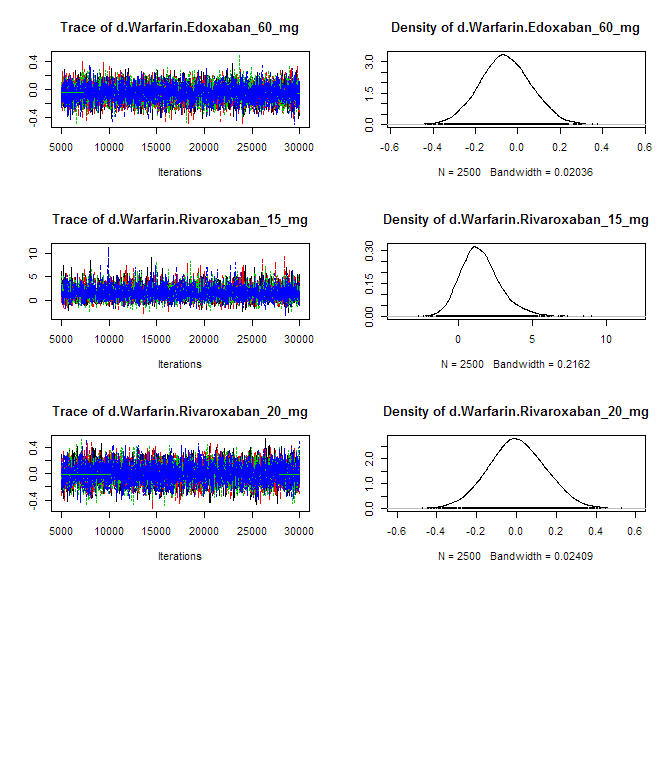 Trace of d.Warfarin.Edoxaban_60_mg
Density of d.Warfarin.Edoxaban_60_mg
-0.4 0.0 0.4
5000 10000 15000 20000 25000 30000
Iterations
0.0 1.5 3.0
-0.6 -0.4 -0.2 0.0 0.2 0.4 0.6
N = 2500 Bandwidth = 0.02036
Trace of d.Warfarin.Rivaroxaban_15_mg
Density of d.Warfarin.Rivaroxaban_15_mg
0 5 10
5000 10000 15000 20000 25000 30000
Iterations
0.00 0.15 0.30
0 5 10
N = 2500 Bandwidth = 0.2162
Trace of d.Warfarin.Rivaroxaban_20_mg
Density of d.Warfarin.Rivaroxaban_20_mg
-0.4 0.0 0.4
5000 10000 15000 20000 25000 30000
Iterations
0.0 1.0 2.0
-0.6 -0.4 -0.2 0.0 0.2 0.4 0.6
N = 2500 Bandwidth = 0.02409